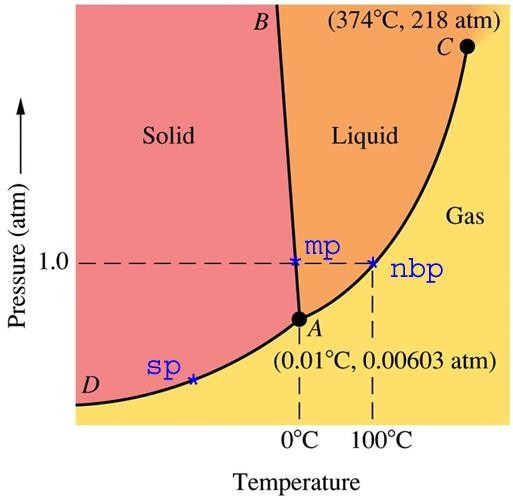 B
(374°C, 218 atm)
C
Solid
Liquid
Gas
Pressure (atm)
1.0
mp
nbp
A
sp
(0.01°C, 0.00603 atm)
D
0°C
100°C
Temperature